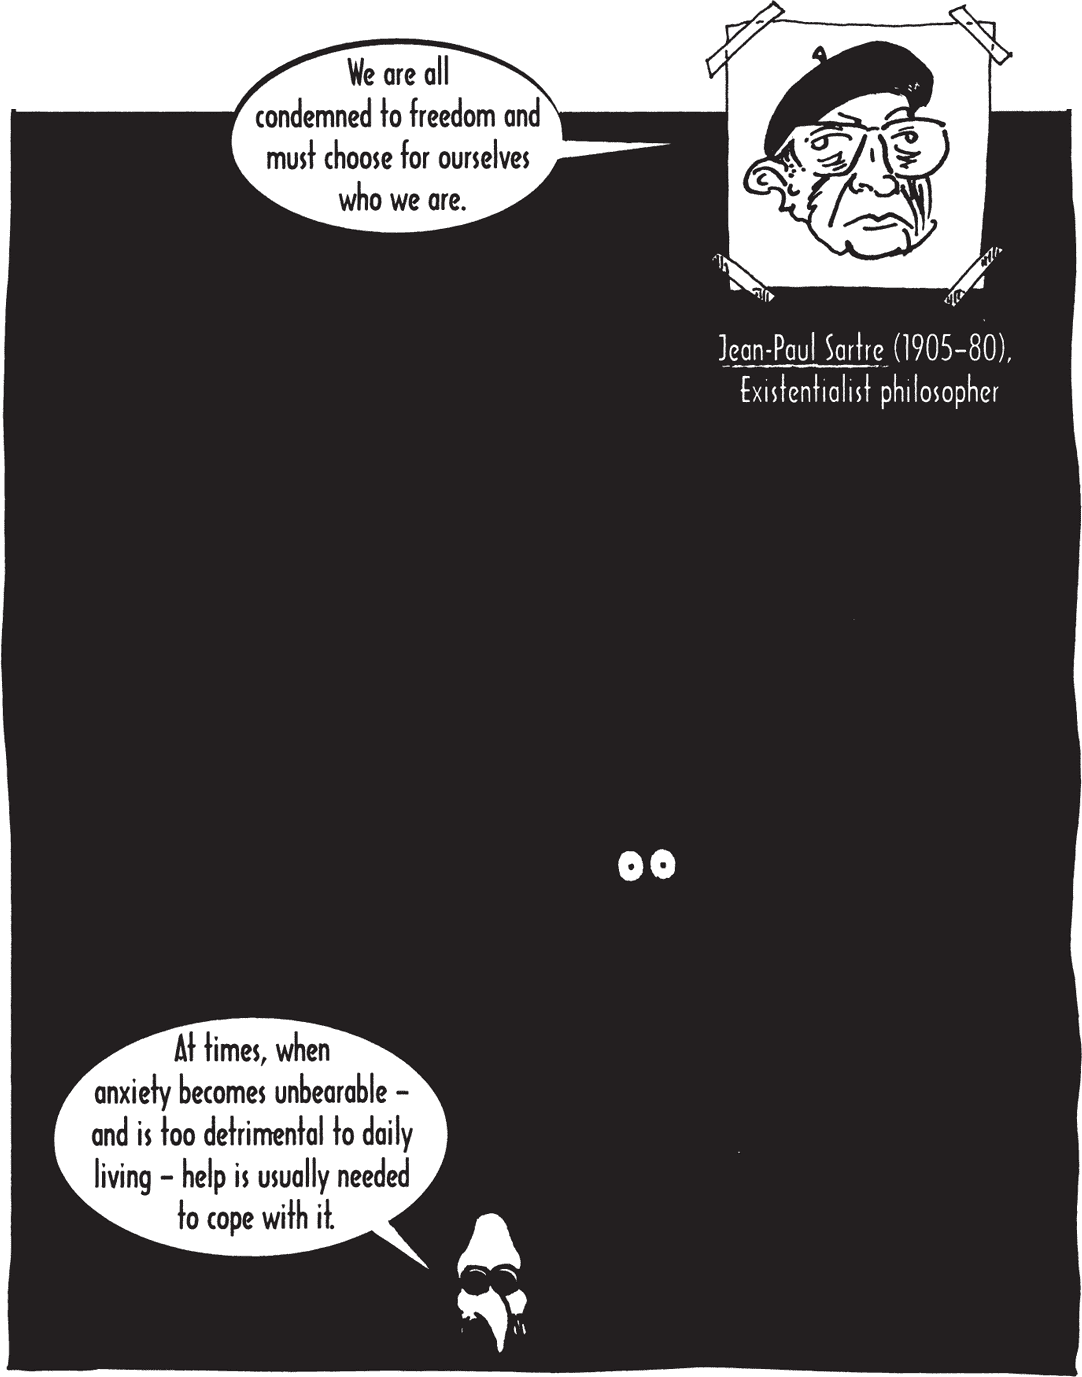 We are all
condemned to freedom and
must choose for ourselves
who we are.
Jean-Paul Sartre (1905–80),
Existentialist philosopher
At times, when
anxiety becomes unbearable –
and is too detrimental to daily
living – help is usually needed
to cope with it.